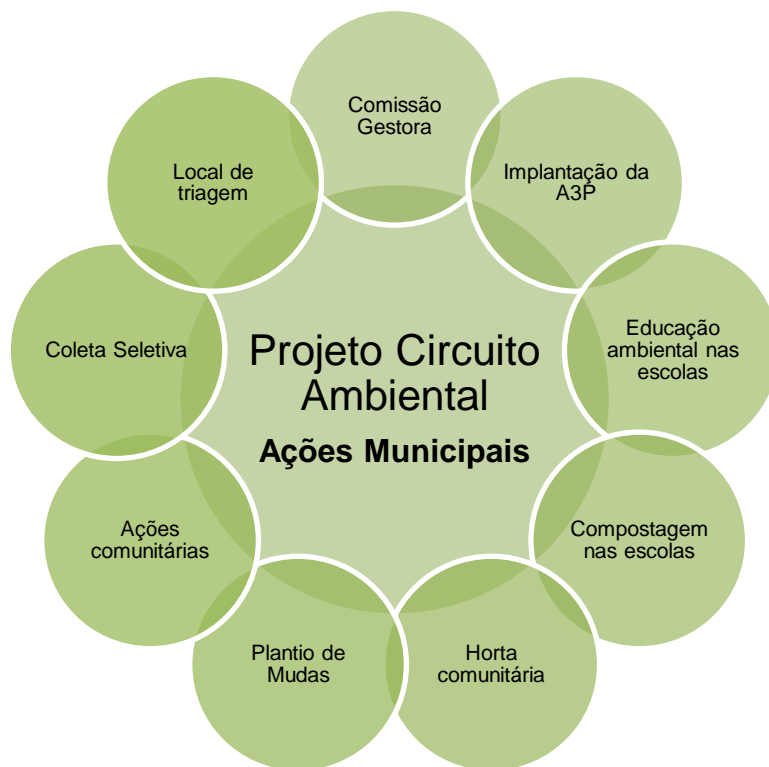 Comissão
Gestora
Implantação da
A3P
Educação
ambiental nas
escolas
Compostagem
nas escolas
Horta
comunitária
Plantio de
Mudas
Ações
comunitárias
Coleta Seletiva
Local de
triagem
Projeto Circuito
Ambiental
Ações Municipais